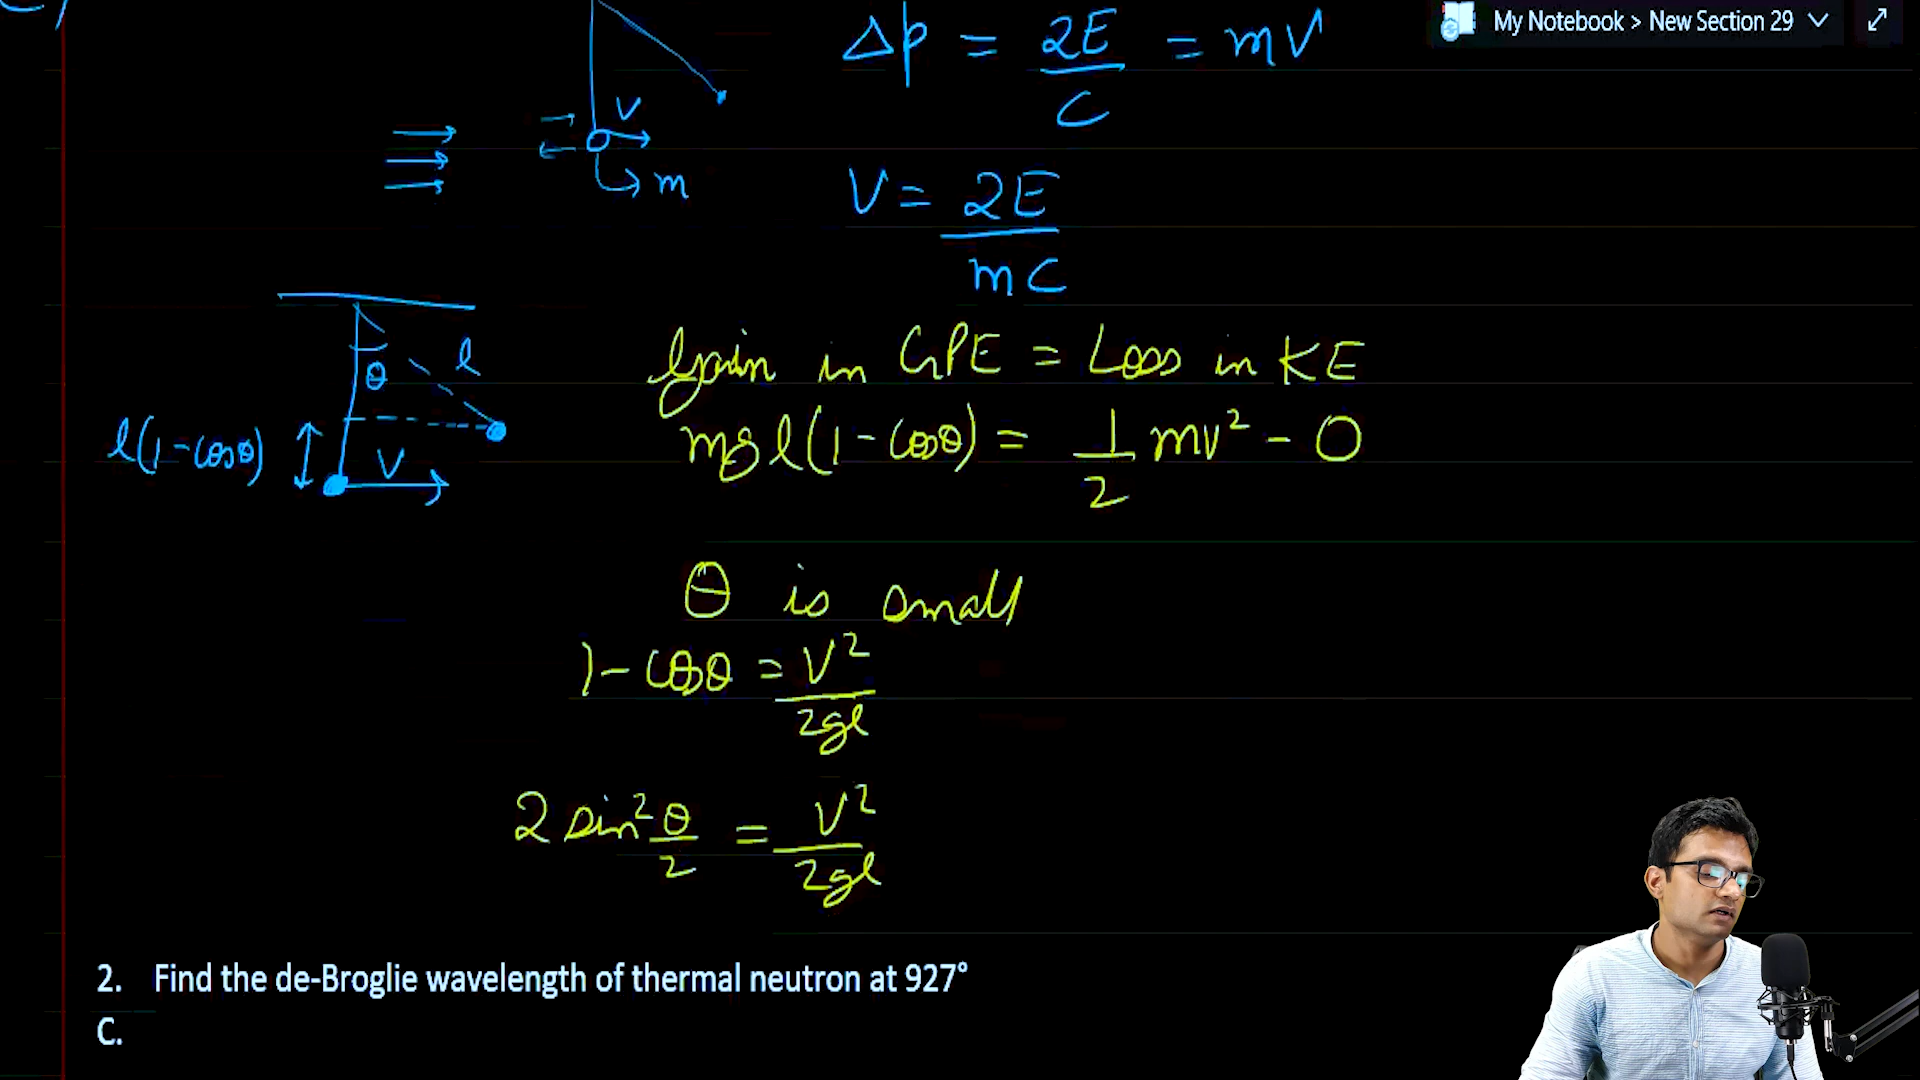 My Notebook > New Section 29
Δp = 2E/C = mV
V
m
V = 2E/mC
θ
l
l(1-cosθ)
V
Gain in GPE = Loss in KE
mgl(1-cosθ) = 1/2 mv² - 0
θ is small
1-cosθ = V²/2gl
2 sin² θ/2 = V²/2gl
2. Find the de-Broglie wavelength of thermal neutron at 927°
C.